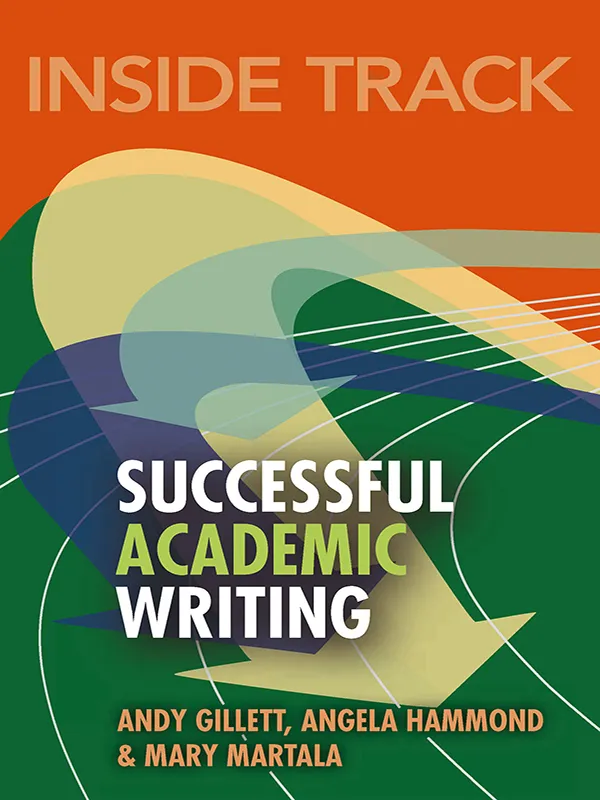 INSIDE TRACK
SUCCESSFUL
ACADEMIC
WRITING
ANDY GILLETT, ANGELA HAMMOND
& MARY MARTALA